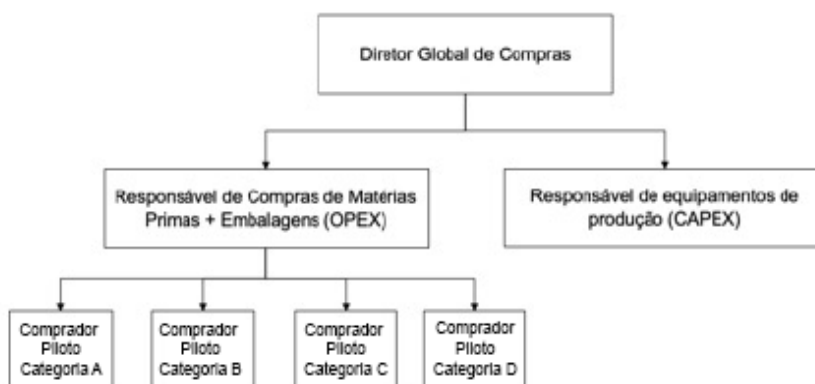 Diretor Global de Compras
Responsável de Compras de Matérias
Primas + Embalagens (OPEX)
Responsável de equipamentos de
produção (CAPEX)
Comprador
Piloto
Categoria A
Comprador
Piloto
Categoria B
Comprador
Piloto
Categoria C
Comprador
Piloto
Categoria D